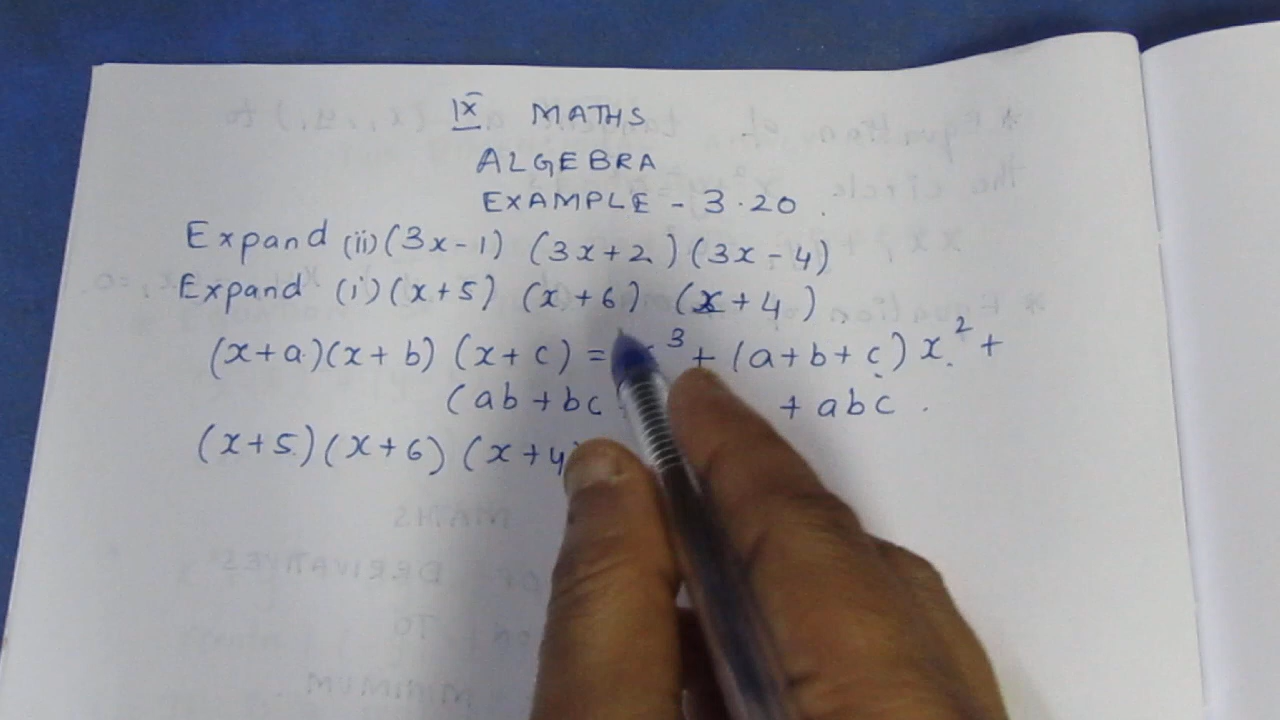 IX MATHS
ALGEBRA
EXAMPLE - 3.20.
Expand (ii) (3x-1) (3x+2) (3x-4)
Expand (i) (x+5) (x+6) (x+4)
(x+a)(x+b) (x+c) = ³ + (a+b+c) x² +
(ab+bc + abc.
(x+5)(x+6) (x+4)